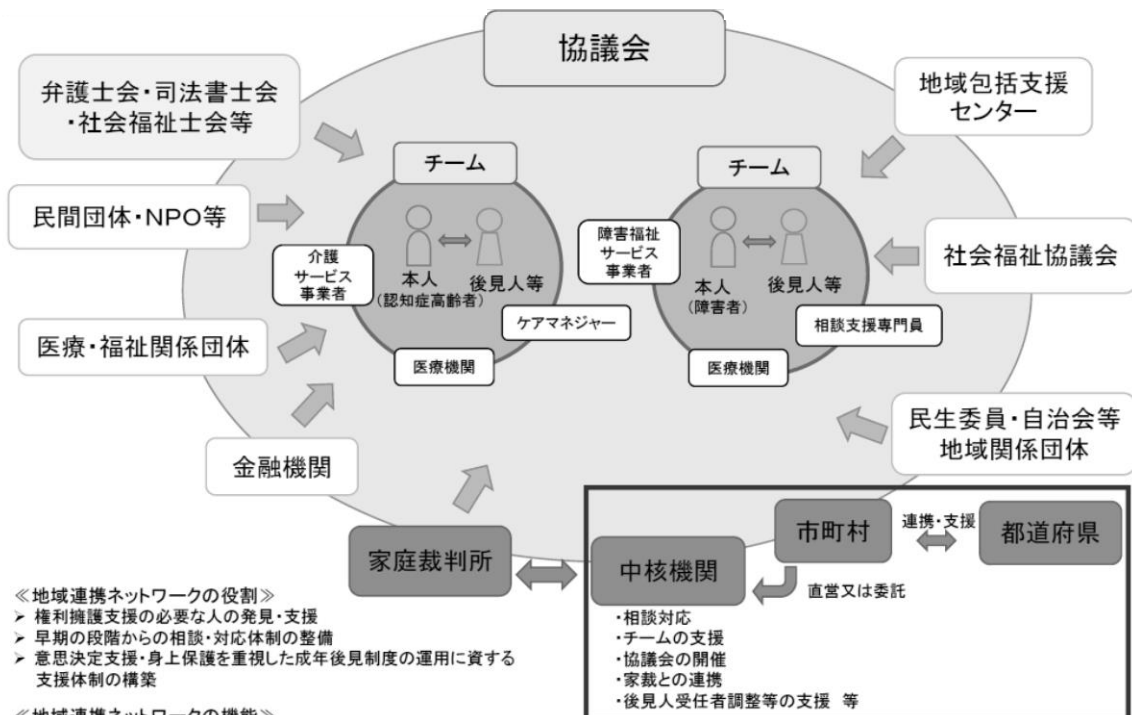 協議会
弁護士会・司法書士会
・社会福祉士会等
地域包括支援
センター
チーム
チーム
民間団体・NPO等
介護
サービス
事業者
本人
(認知症高齢者)
後見人等
障害福祉
サービス
事業者
本人
(障害者)
後見人等
社会福祉協議会
ケアマネジャー
相談支援専門員
医療・福祉関係団体
医療機関
医療機関
民生委員・自治会等
地域関係団体
金融機関
家庭裁判所
中核機関
市町村
連携・支援
都道府県
直営又は委託
・相談対応
・チームの支援
・協議会の開催
・家裁との連携
・後見人受任者調整等の支援 等
≪地域連携ネットワークの役割≫
➢ 権利擁護支援の必要な人の発見・支援
➢ 早期の段階からの相談・対応体制の整備
➢ 意思決定支援・身上保護を重視した成年後見制度の運用に資する
支援体制の構築
≪地域連携ネットワークの機能≫